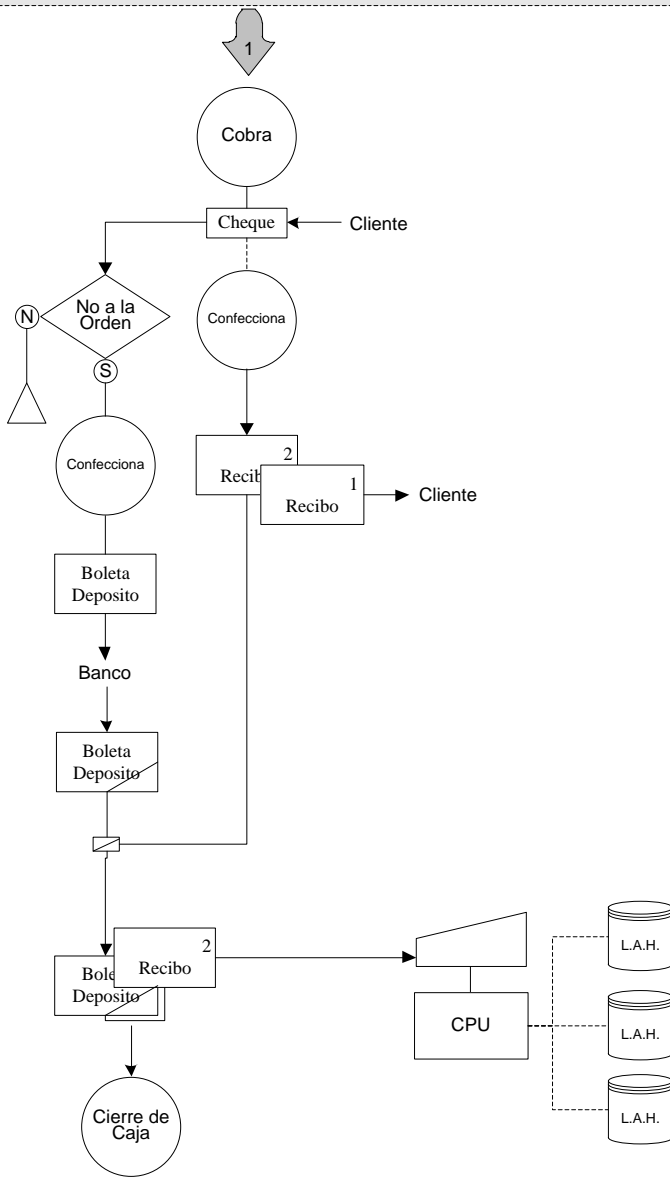 1
Cobra
Cheque
Cliente
No a la
Orden
N
S
Confecciona
Confecciona
2
Recib
1
Recibo
Cliente
Boleta
Deposito
Banco
Boleta
Deposito
2
Recibo
Bole
Deposito
CPU
L.A.H.
L.A.H.
L.A.H.
Cierre de
Caja